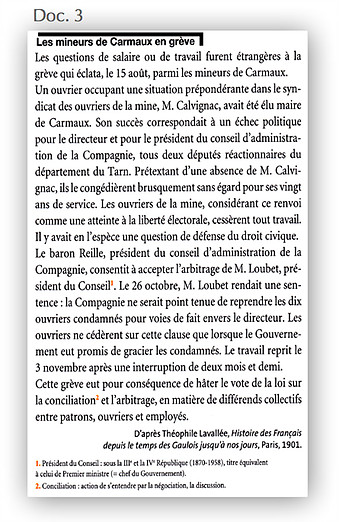 Doc. 3
Les mineurs de Carmaux en grève
Les questions de salaire ou de travail furent étrangères à la
grève qui éclata, le 15 août, parmi les mineurs de Carmaux.
Un ouvrier occupant une situation prépondérante dans le syn-
dicat des ouvriers de la mine, M. Calvignac, avait été élu maire
de Carmaux. Son succès correspondait à un échec politique
pour le directeur et pour le président du conseil d'administra-
tion de la Compagnie, tous deux députés réactionnaires du
département du Tarn. Prétextant d'une absence de M. Calvi-
gnac, ils le congédièrent brusquement sans égard pour ses vingt
ans de service. Les ouvriers de la mine, considérant ce renvoi
comme une atteinte à la liberté électorale, cessèrent tout travail.
Il y avait en l'espèce une question de défense du droit civique.
Le baron Reille, président du conseil d'administration de la
Compagnie, consentit à accepter l'arbitrage de M. Loubet, pré-
sident du Conseil¹. Le 26 octobre, M. Loubet rendait une sen-
tence : la Compagnie ne serait point tenue de reprendre les dix
ouvriers condamnés pour voies de fait envers le directeur. Les
ouvriers ne cédèrent sur cette clause que lorsque le Gouverne-
ment eut promis de gracier les condamnés. Le travail reprit le
3 novembre après une interruption de deux mois et demi.
Cette grève eut pour conséquence de hâter le vote de la loi sur
la conciliation² et l'arbitrage, en matière de différends collectifs
entre patrons, ouvriers et employés.
D'après Théophile Lavallée, Histoire des Français
depuis le temps des Gaulois jusqu'à nos jours, Paris, 1901.
1. Président du Conseil : sous la IIIᵉ et la IVᵉ République (1870-1958), titre équivalent
à celui de Premier ministre (= chef du Gouvernement).
2. Conciliation : action de s'entendre par la négociation, la discussion.